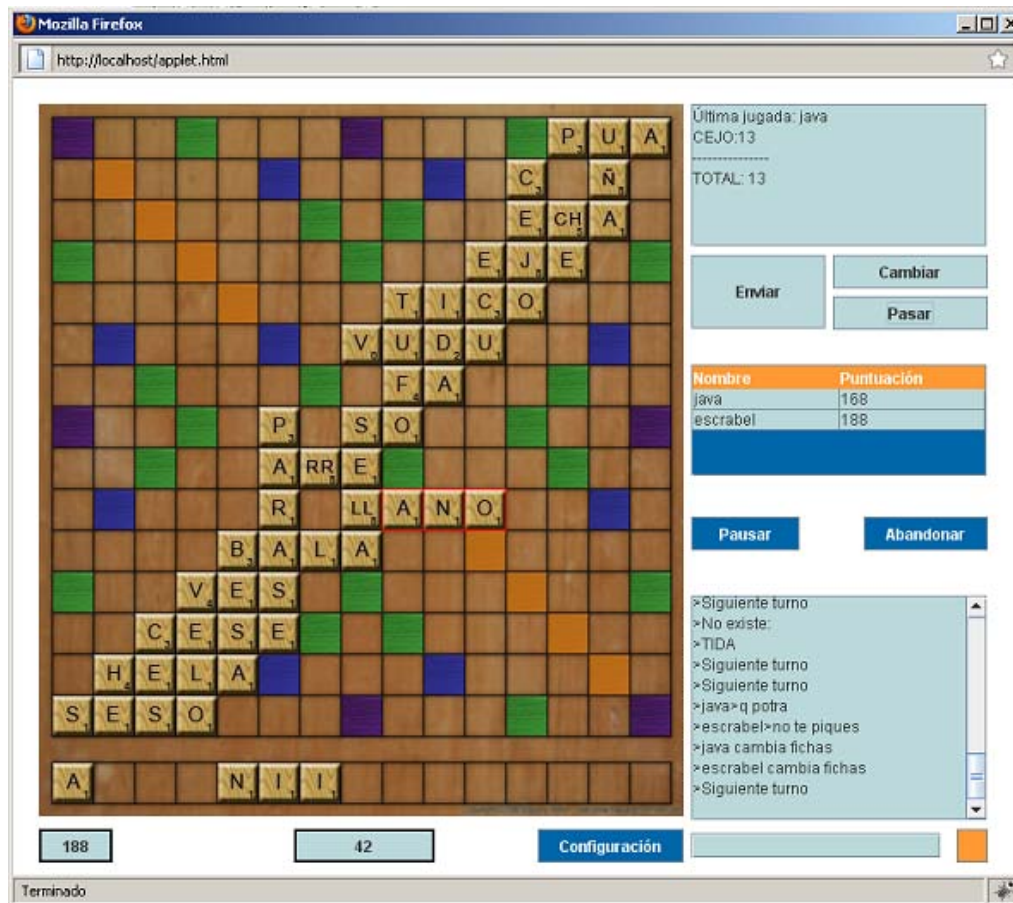 Mozilla Firefox
http://localhost/applet.html
P U A
C Ñ
E CH A
E J E
T I C O
V U D U
F A
P S O
A RR E
R LL A N O
B A L A
V E S
C E S E
H E L A
S E S O
A N I I
188
42
Configuración
Última jugada: java
CEJO:13
--------------
TOTAL: 13
Enviar
Cambiar
Pasar
Nombre Puntuación
java 168
escrabel 188
Pausar Abandonar
>Siguiente turno
>No existe:
>TIDA
>Siguiente turno
>Siguiente turno
>java>q potra
>escrabel>no te piques
>java cambia fichas
>escrabel cambia fichas
>Siguiente turno
Terminado